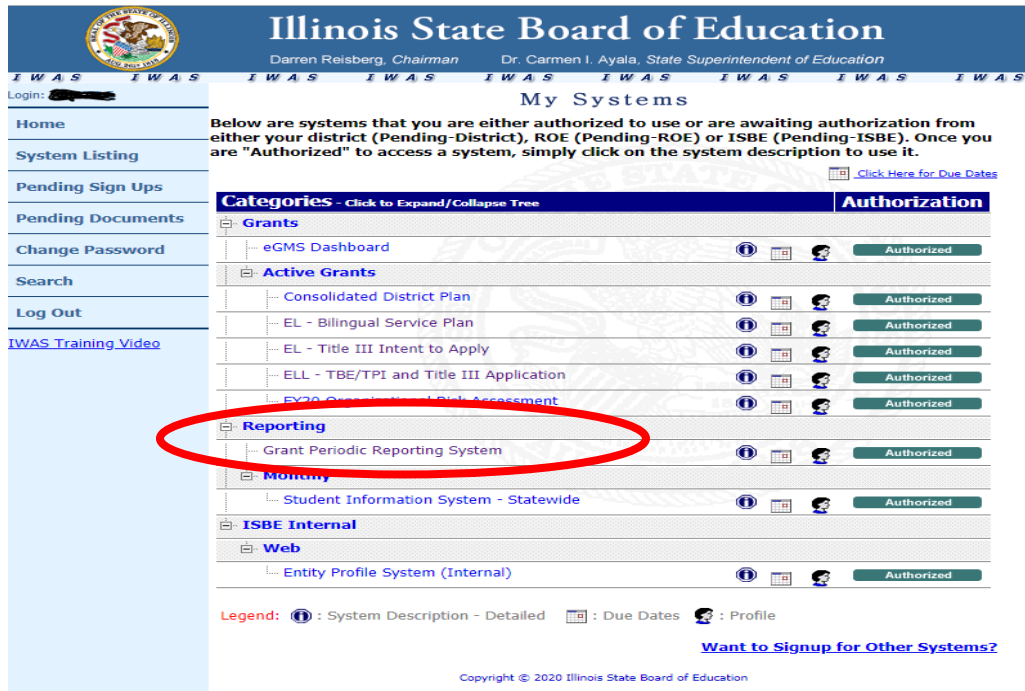 Illinois State Board of Education
Darren Reisberg, Chairman Dr. Carmen I. Ayala, State Superintendent of Education
IWAS IWAS IWAS IWAS IWAS IWAS IWAS IWAS IWAS
Login:
Home
System Listing
Pending Sign Ups
Pending Documents
Change Password
Search
Log Out
IWAS Training Video
My Systems
Below are systems that you are either authorized to use or are awaiting authorization from
either your district (Pending-District), ROE (Pending-ROE) or ISBE (Pending-ISBE). Once you
are "Authorized" to access a system, simply click on the system description to use it.
Click Here for Due Dates
Categories - Click to Expand/Collapse Tree Authorization
Grants
eGMS Dashboard Authorized
Active Grants
Consolidated District Plan Authorized
EL - Bilingual Service Plan Authorized
EL - Title III Intent to Apply Authorized
ELL - TBE/TPI and Title III Application Authorized
FY20 Organizational Risk Assessment Authorized
Reporting
Grant Periodic Reporting System Authorized
Monthly
Student Information System - Statewide Authorized
ISBE Internal
Web
Entity Profile System (Internal) Authorized
Legend: : System Description - Detailed : Due Dates : Profile
Want to Signup for Other Systems?
Copyright © 2020 Illinois State Board of Education